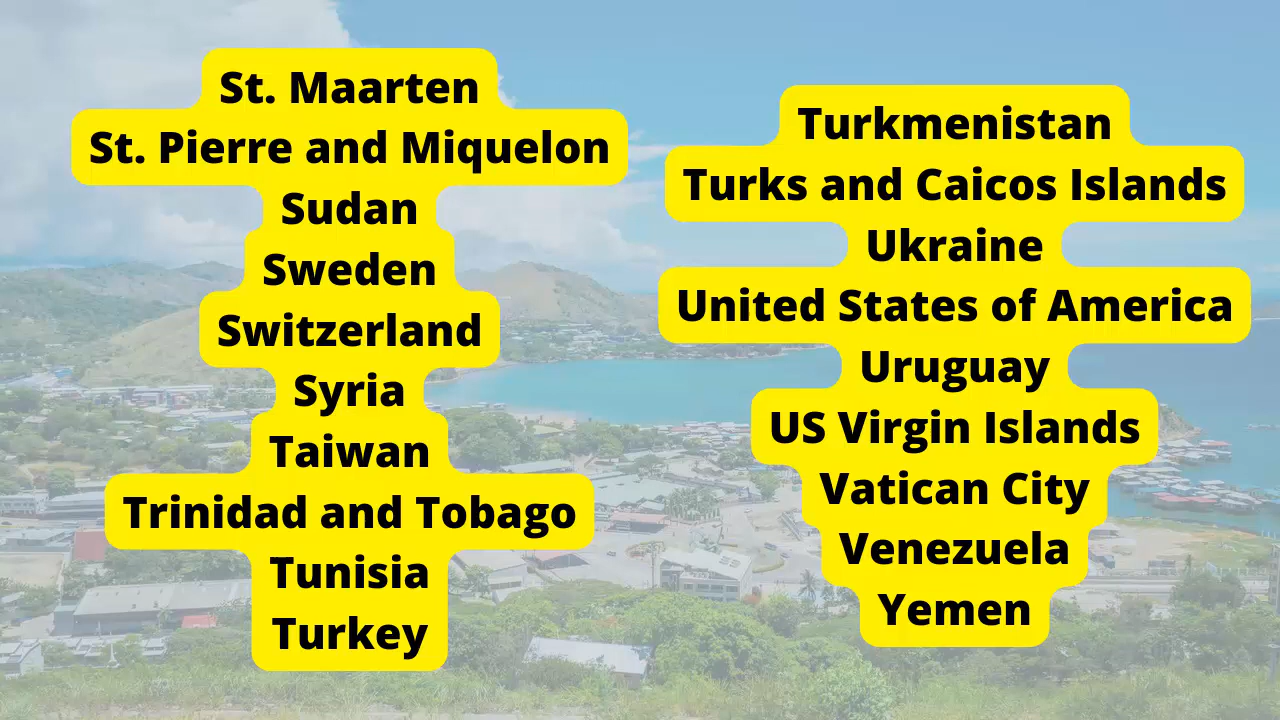 St. Maarten
St. Pierre and Miquelon
Sudan
Sweden
Switzerland
Syria
Taiwan
Trinidad and Tobago
Tunisia
Turkey
Turkmenistan
Turks and Caicos Islands
Ukraine
United States of America
Uruguay
US Virgin Islands
Vatican City
Venezuela
Yemen